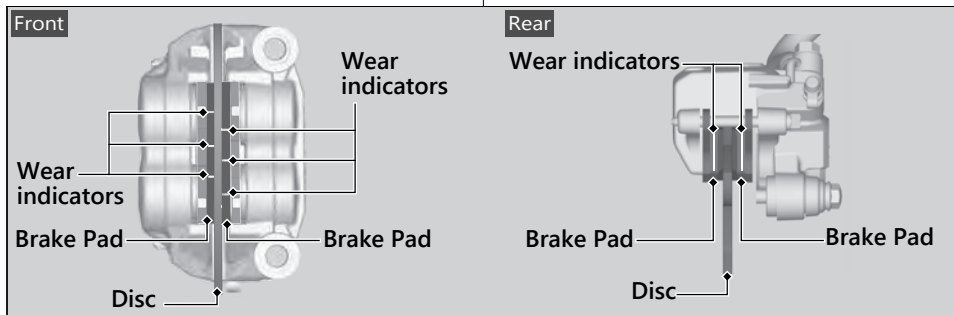 Front
Wear
indicators
Wear
indicators
Brake Pad
Brake Pad
Disc
Rear
Wear indicators
Brake Pad
Brake Pad
Disc